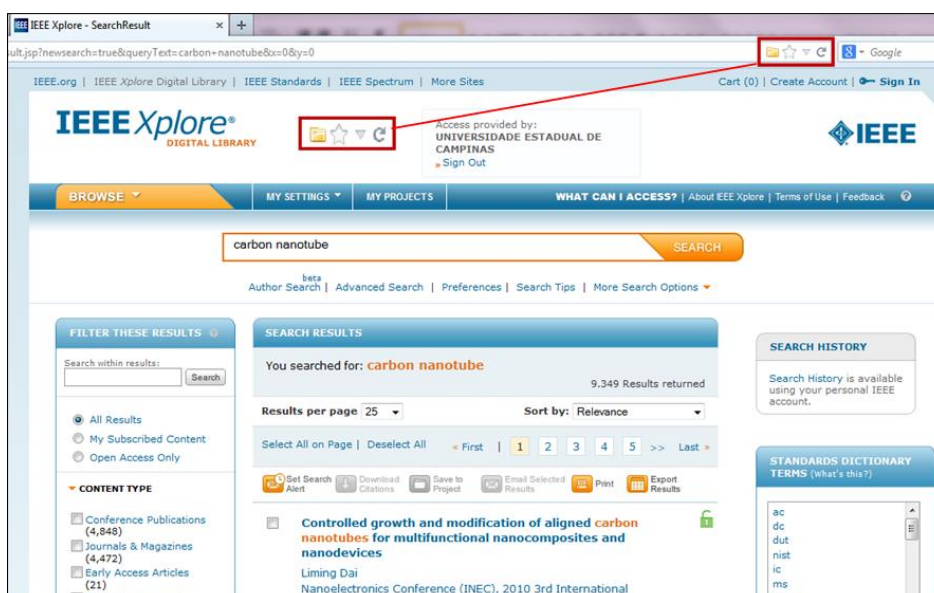 IEEE Xplore - SearchResult × +
ult.jsp?newsearch=true&queryText=carbon+nanotube&x=0&y=0
Google
IEEE.org | IEEE Xplore Digital Library | IEEE Standards | IEEE Spectrum | More Sites
Cart (0) | Create Account | Sign In
IEEE Xplore®
DIGITAL LIBRARY
Access provided by:
UNIVERSIDADE ESTADUAL DE
CAMPINAS
» Sign Out
IEEE
BROWSE
MY SETTINGS
MY PROJECTS
WHAT CAN I ACCESS? | About IEEE Xplore | Terms of Use | Feedback ?
carbon nanotube
SEARCH
beta
Author Search | Advanced Search | Preferences | Search Tips | More Search Options
FILTER THESE RESULTS
Search within results:
Search
All Results
My Subscribed Content
Open Access Only
CONTENT TYPE
Conference Publications
(4,848)
Journals & Magazines
(4,472)
Early Access Articles
(21)
SEARCH RESULTS
You searched for: carbon nanotube
9.349 Results returned
Results per page 25
Sort by: Relevance
Select All on Page | Deselect All
« First | 1 2 3 4 5 >> Last »
Set Search
Alert
Download
Citations
Save to
Project
Email Selected
Results
Print
Export
Results
Controlled growth and modification of aligned carbon
nanotubes for multifunctional nanocomposites and
nanodevices
Liming Dai
Nanoelectronics Conference (INEC), 2010 3rd International
SEARCH HISTORY
Search History is available
using your personal IEEE
account.
STANDARDS DICTIONARY
TERMS (What's this?)
ac
dc
dut
nist
ic
ms